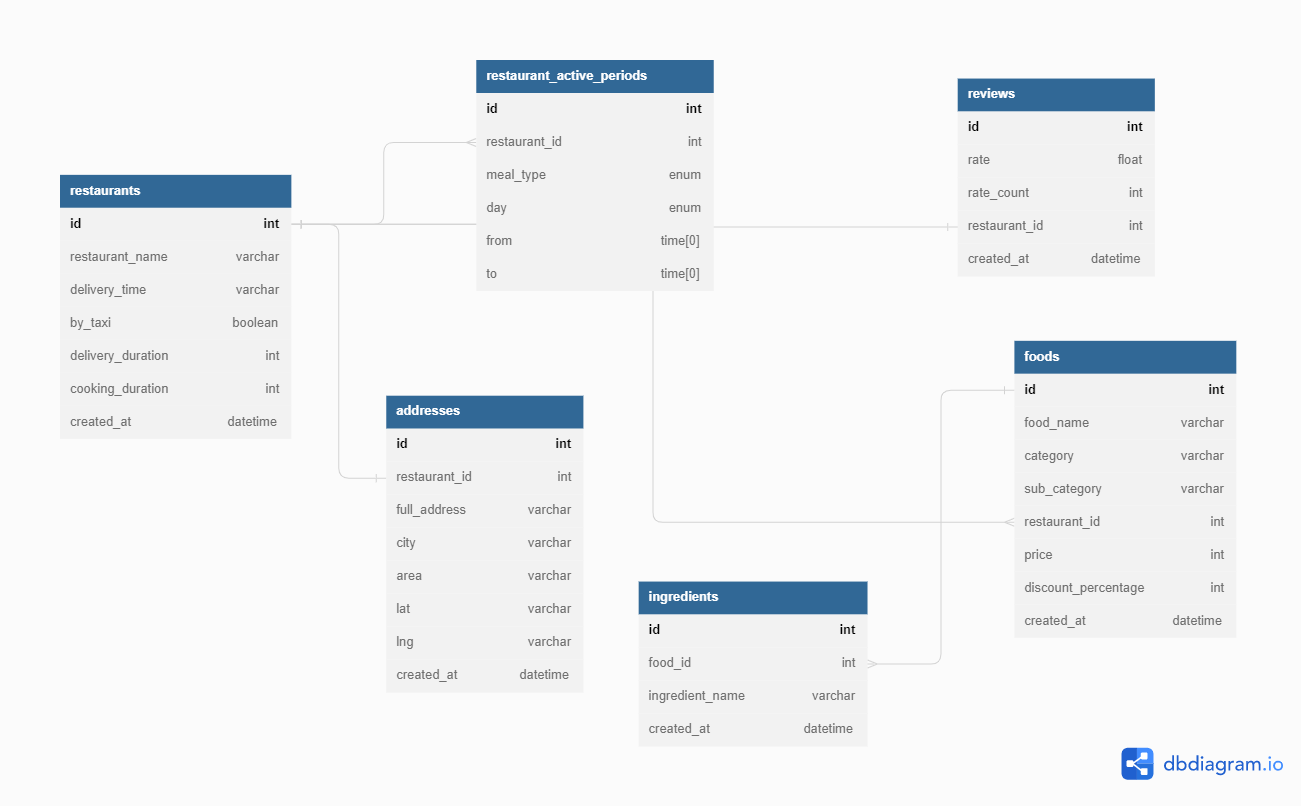 restaurant_active_periods
id int
restaurant_id int
meal_type enum
day enum
from time[0]
to time[0]
reviews
id int
rate float
rate_count int
restaurant_id int
created_at datetime
restaurants
id int
restaurant_name varchar
delivery_time varchar
by_taxi boolean
delivery_duration int
cooking_duration int
created_at datetime
foods
id int
food_name varchar
category varchar
sub_category varchar
restaurant_id int
price int
discount_percentage int
created_at datetime
addresses
id int
restaurant_id int
full_address varchar
city varchar
area varchar
lat varchar
lng varchar
created_at datetime
ingredients
id int
food_id int
ingredient_name varchar
created_at datetime
dbdiagram.io